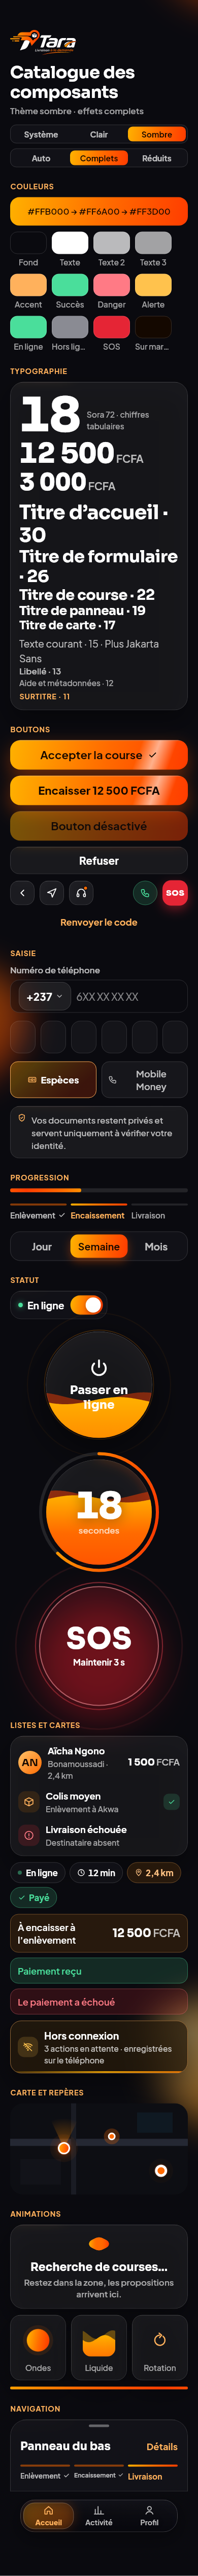 Tara
Catalogue des
composants
Thème sombre · effets complets
Système Clair Sombre
Auto Complets Réduits
COULEURS
#FFB000 → #FF6A00 → #FF3D00
Fond Texte Texte 2 Texte 3
Accent Succès Danger Alerte
En ligne Hors lig... SOS Sur mar...
TYPOGRAPHIE
18 Sora 72 · chiffres
tabulaires
12 500 FCFA
3 000 FCFA
Titre d’accueil ·
30
Titre de formulaire
· 26
Titre de course · 22
Titre de panneau · 19
Titre de carte · 17
Texte courant · 15 · Plus Jakarta
Sans
Libellé · 13
Aide et métadonnées · 12
SURTITRE · 11
BOUTONS
Accepter la course
Encaisser 12 500 FCFA
Bouton désactivé
Refuser
SOS
Renvoyer le code
SAISIE
Numéro de téléphone
+237 6XX XX XX XX
Espèces
Mobile
Money
Vos documents restent privés et
servent uniquement à vérifier votre
identité.
PROGRESSION
Enlèvement ✓ Encaissement Livraison
Jour Semaine Mois
STATUT
En ligne
Passer en
ligne
18
secondes
SOS
Maintenir 3 s
LISTES ET CARTES
AN
Aïcha Ngono
Bonamoussadi ·
2,4 km
1 500 FCFA
Colis moyen
Enlèvement à Akwa
Livraison échouée
Destinataire absent
En ligne 12 min 2,4 km
✓ Payé
À encaisser à
l’enlèvement
12 500 FCFA
Paiement reçu
Le paiement a échoué
Hors connexion
3 actions en attente · enregistrées
sur le téléphone
CARTE ET REPÈRES
ANIMATIONS
Recherche de courses…
Restez dans la zone, les propositions
arrivent ici.
Ondes Liquide Rotation
NAVIGATION
Panneau du bas Détails
Enlèvement ✓ Encaissement ✓ Livraison
Accueil Activité Profil